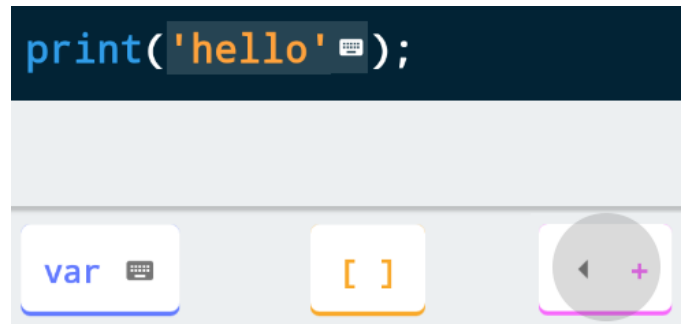 print('hello');
var [ ] +